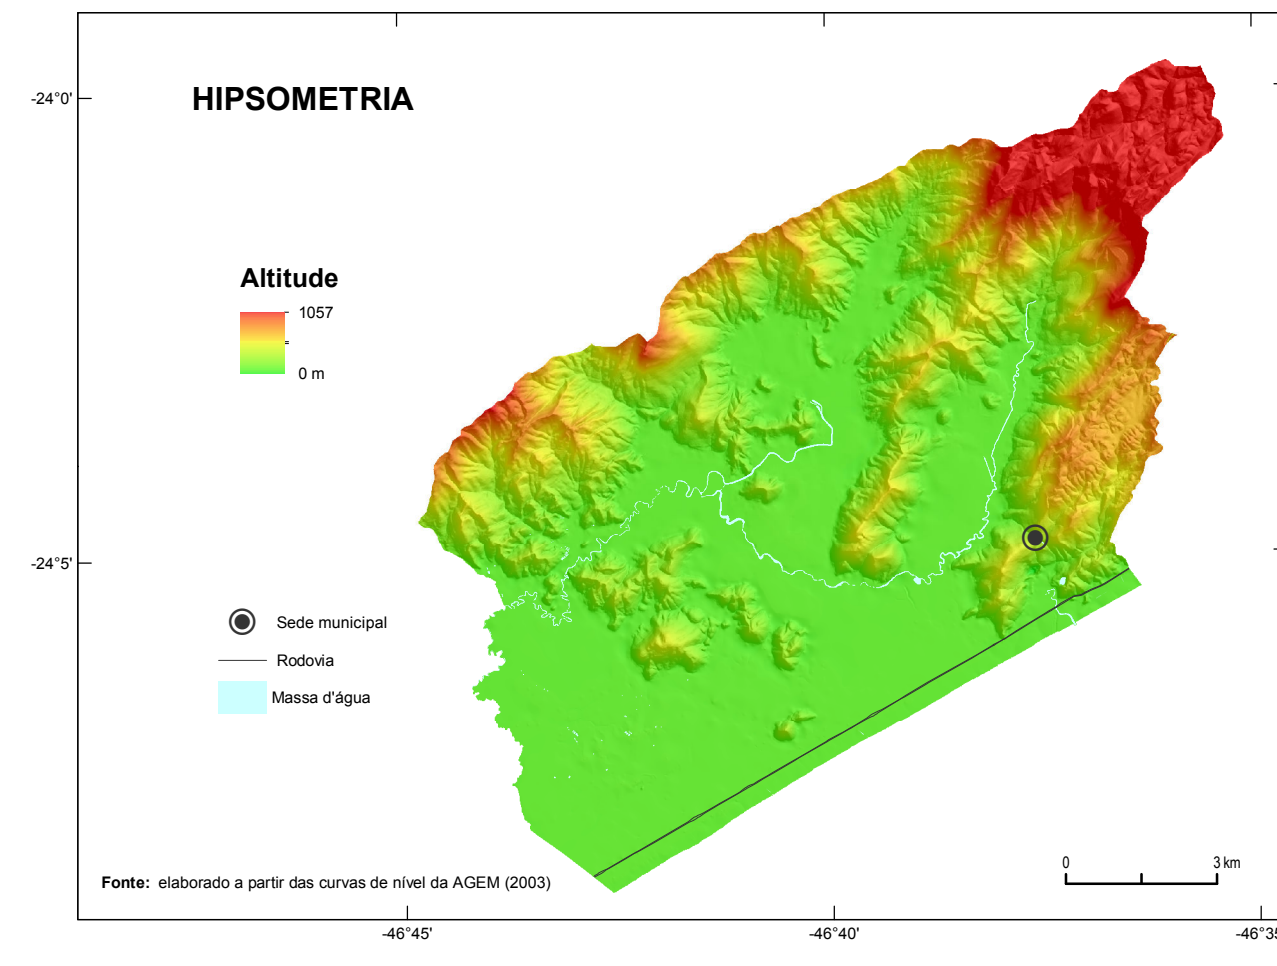 -24°0'
HIPSOMETRIA
Altitude
1057
0 m
-24°5'
Sede municipal
Rodovia
Massa d'água
0 3 km
Fonte: elaborado a partir das curvas de nível da AGEM (2003)
-46°45' -46°40' -46°35